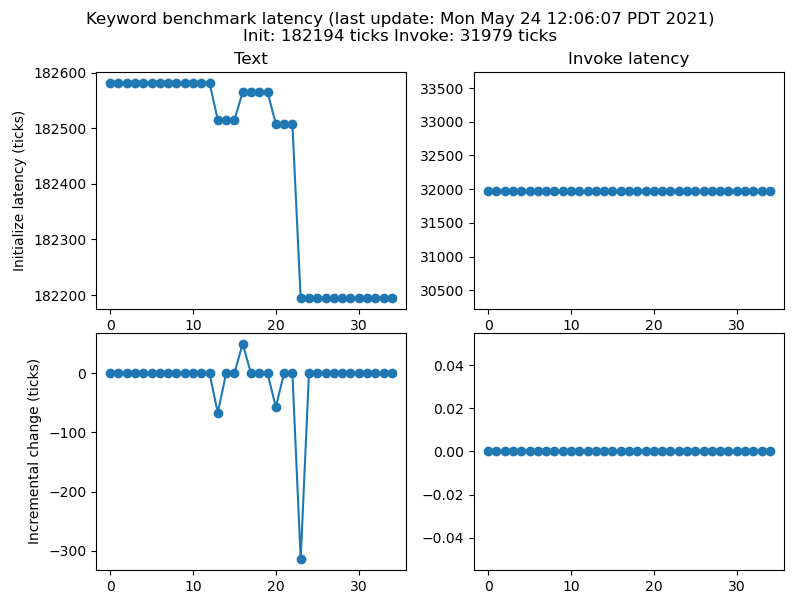 Keyword benchmark latency (last update: Mon May 24 12:06:07 PDT 2021)
Init: 182194 ticks Invoke: 31979 ticks
Text
Invoke latency
Initialize latency (ticks)
182600
182500
182400
182300
182200
0 10 20 30
33500
33000
32500
32000
31500
31000
30500
0 10 20 30
Incremental change (ticks)
0
−100
−200
−300
0 10 20 30
0.04
0.02
0.00
−0.02
−0.04
0 10 20 30